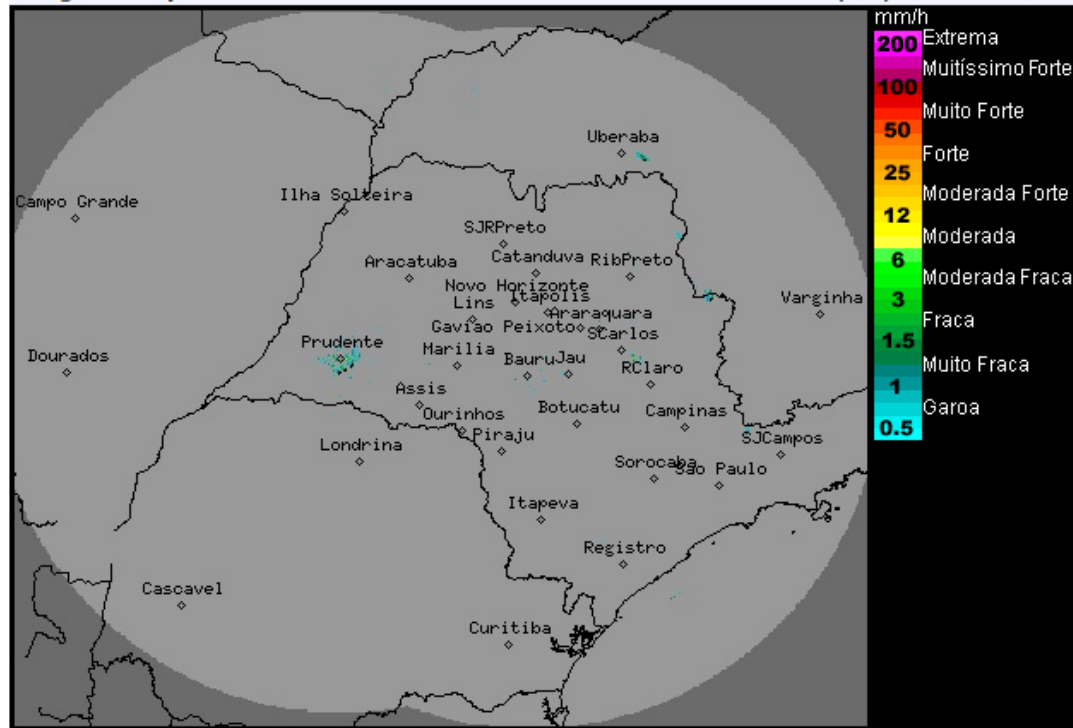 mm/h
200 Extrema
Muitíssimo Forte
100
Muito Forte
50
Forte
25
Moderada Forte
12
Moderada
6
Moderada Fraca
3
Fraca
1.5
Muito Fraca
1
Garoa
0.5
Uberaba
Campo Grande
Ilha Solteira
SJRPreto
Catanduva
RibPreto
Aracatuba
Novo Horizonte
Itapolis
Lins
Araraquara
Varginha
Gaviao Peixoto
SCarlos
Prudente
Dourados
Marilia
Bauru
Jau
RClaro
Assis
Ourinhos
Botucatu
Campinas
Piraju
SJCampos
Londrina
Sorocaba
Sao Paulo
Itapeva
Registro
Cascavel
Curitiba